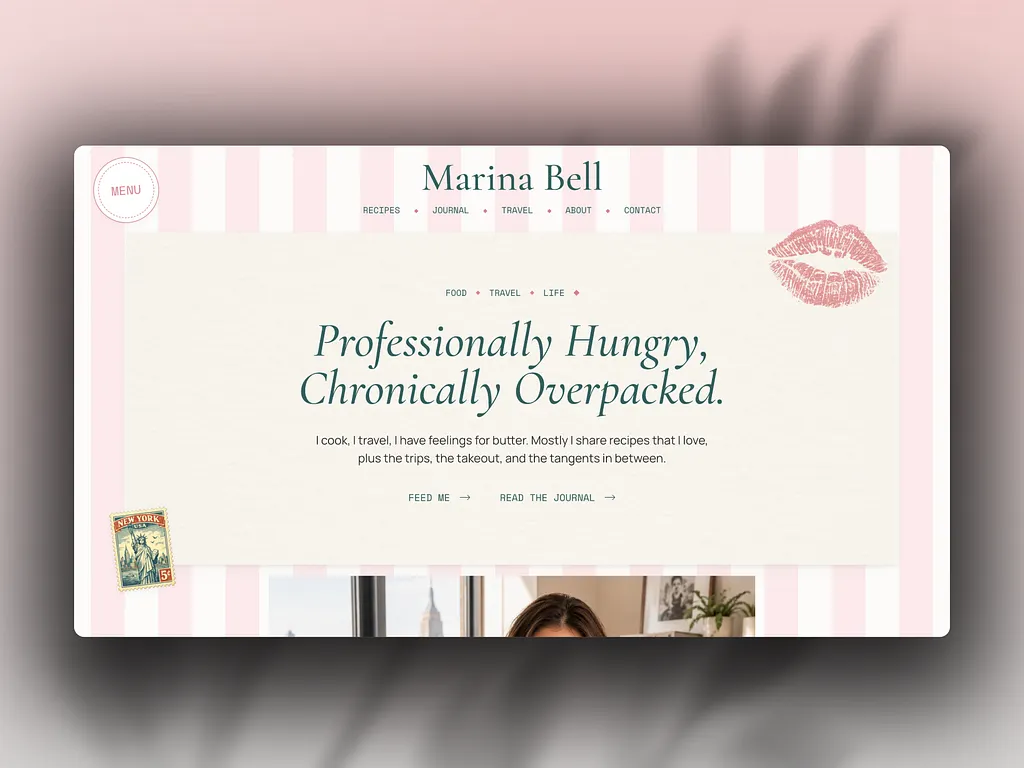 MENU
Marina Bell
RECIPES ◆ JOURNAL ◆ TRAVEL ◆ ABOUT ◆ CONTACT
FOOD ◆ TRAVEL ◆ LIFE ◆
Professionally Hungry,
Chronically Overpacked.
I cook, I travel, I have feelings for butter. Mostly I share recipes that I love,
plus the trips, the takeout, and the tangents in between.
FEED ME → READ THE JOURNAL →
NEW YORK
USA
5¢